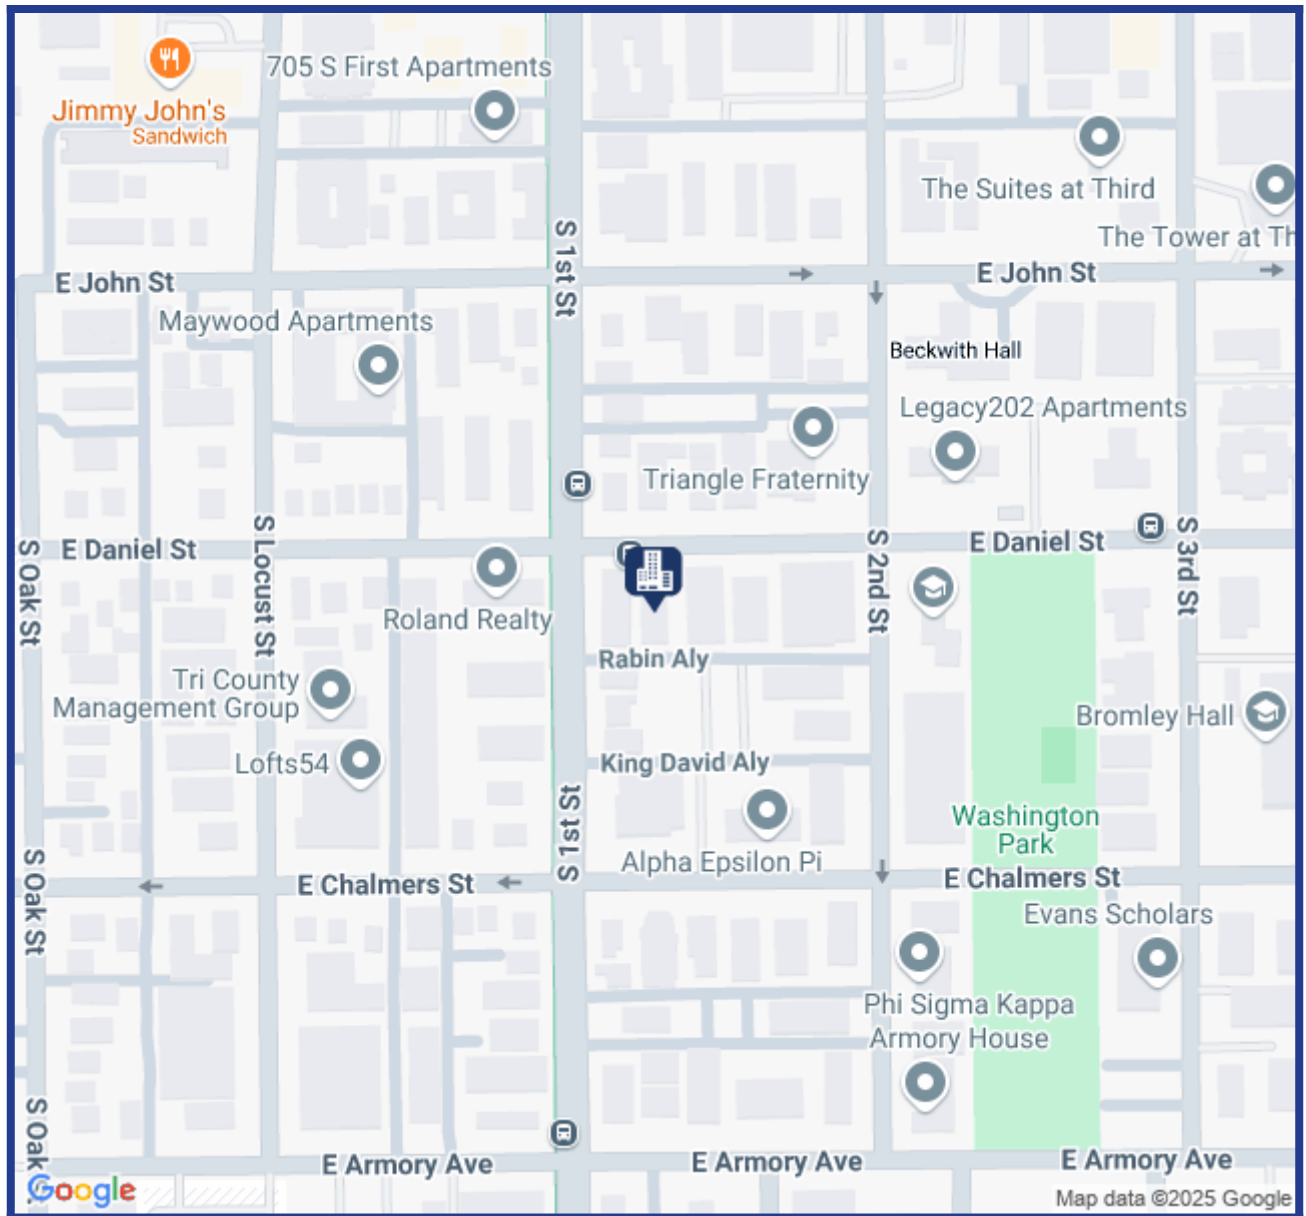 705 S First Apartments
Jimmy John's
Sandwich
The Suites at Third
The Tower at Th
S 1st St
E John St
E John St
Maywood Apartments
Beckwith Hall
Legacy202 Apartments
Triangle Fraternity
S Oak St
E Daniel St
S Locust St
S 2nd St
E Daniel St
S 3rd St
Roland Realty
Rabin Aly
Tri County
Management Group
Bromley Hall
Lofts54
King David Aly
S 1st St
Washington
Park
Alpha Epsilon Pi
S Oak St
E Chalmers St
E Chalmers St
Evans Scholars
Phi Sigma Kappa
Armory House
S Oak
E Armory Ave
E Armory Ave
E Armory Ave
Google
Map data ©2025 Google